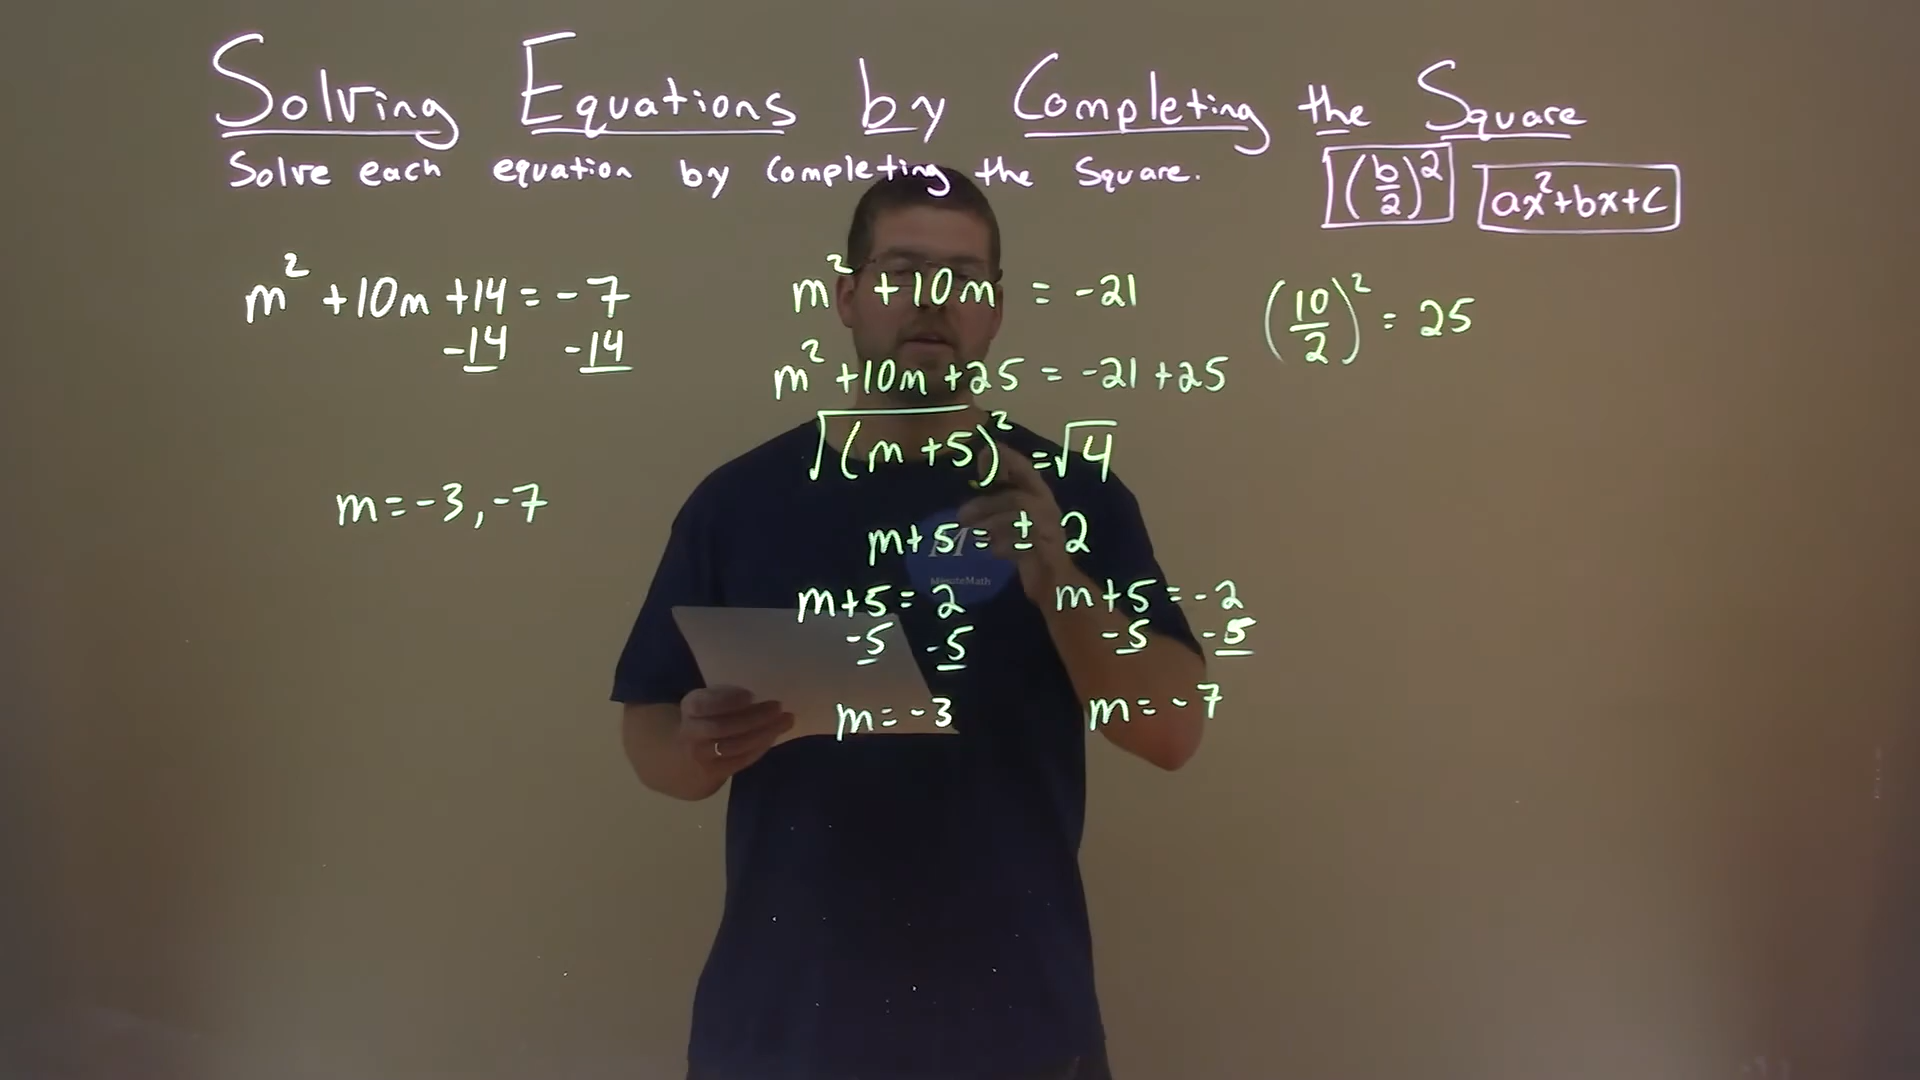 Solving Equations by Completing the Square
Solve each equation by completing the Square.
(b/2)²
ax²+bx+c
m² +10m +14 = -7
-14 -14
m = -3, -7
m² +10m = -21
m² +10m +25 = -21 +25
√(m+5)² = √4
m+5 = ± 2
m+5 = 2
-5 -5
m = -3
m+5 = -2
-5 -5
m = -7
(10/2)² = 25
M
MinuteMath